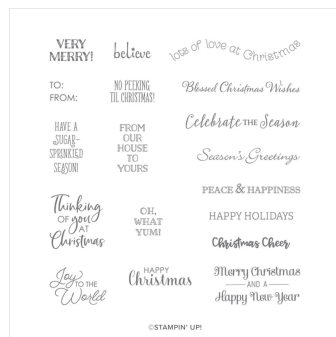 VERY
MERRY!
believe
lots of love at Christmas
TO:
FROM:
NO PEEKING
TIL CHRISTMAS!
Blessed Christmas Wishes
HAVE A
SUGAR-
SPRINKLED
SEASON!
FROM
OUR
HOUSE
TO
YOURS
Celebrate THE Season
Season's Greetings
PEACE & HAPPINESS
Thinking
OF you
AT
Christmas
OH,
WHAT
YUM!
HAPPY HOLIDAYS
Christmas Cheer
Joy TO THE
World
HAPPY
Christmas
Merry Christmas
AND A
Happy New Year
©STAMPIN' UP!